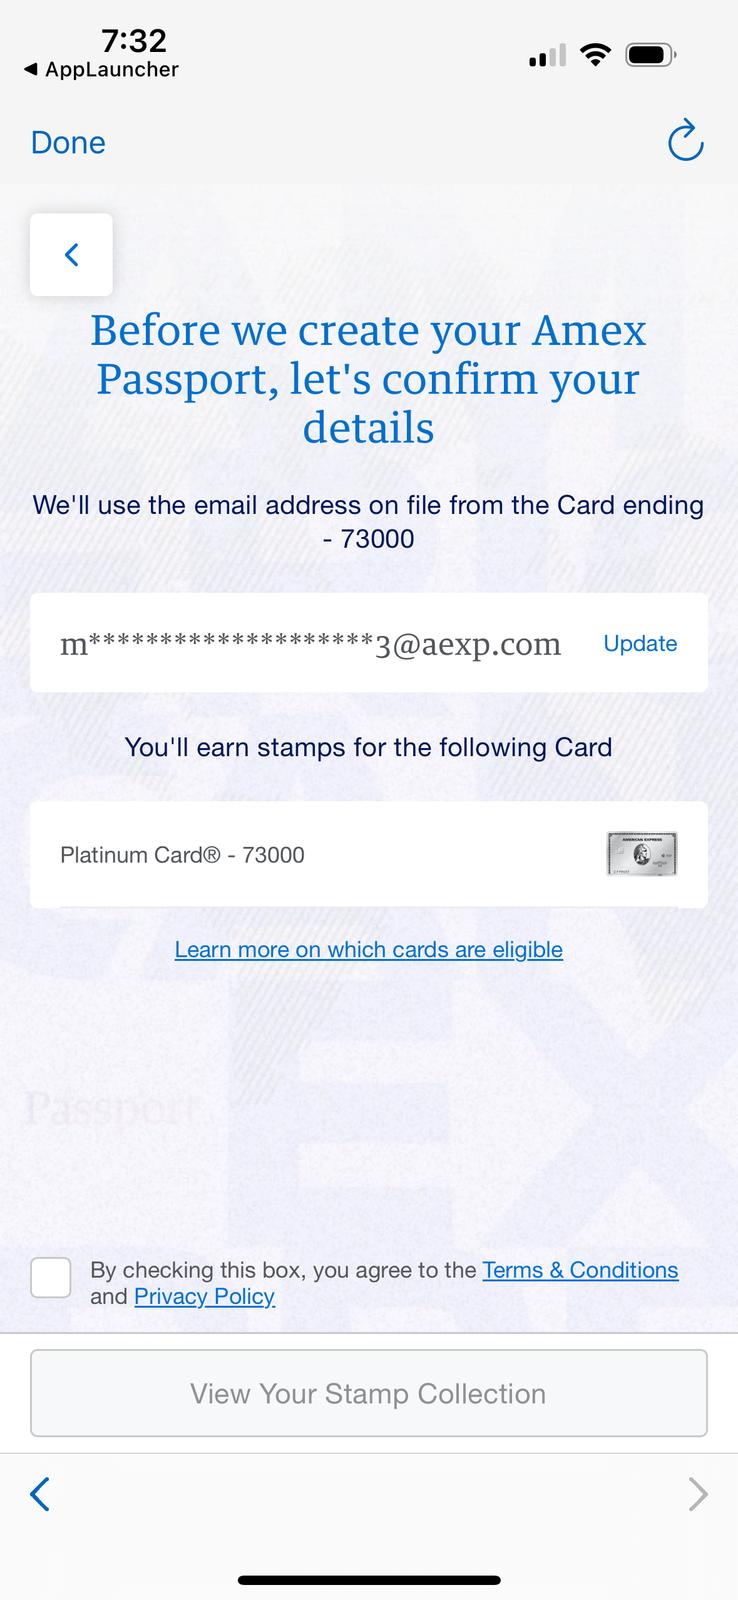 7:32
◀ AppLauncher
Done
Before we create your Amex
Passport, let's confirm your
details
We'll use the email address on file from the Card ending
- 73000
m********************3@aexp.com
Update
You'll earn stamps for the following Card
Platinum Card® - 73000
AMERICAN EXPRESS
Learn more on which cards are eligible
Passport
By checking this box, you agree to the Terms & Conditions
and Privacy Policy
View Your Stamp Collection